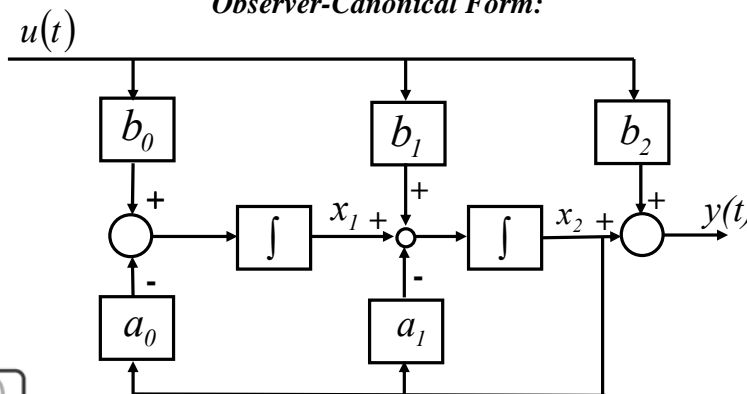 Observer-Canonical Form:
u(t)
b₀ b₁ b₂
+ + +
∫ x₁ + ∫ x₂ + y(t)
- -
a₀ a₁